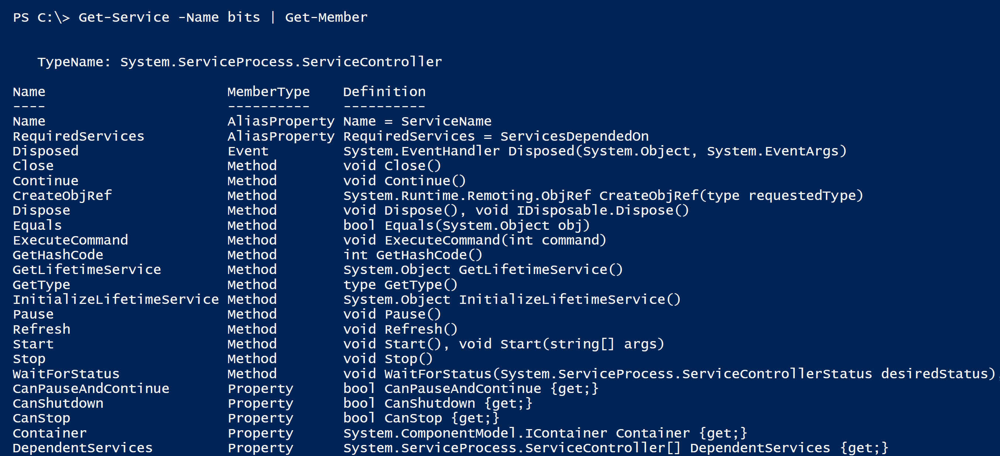 PS C:\> Get-Service -Name bits | Get-Member
TypeName: System.ServiceProcess.ServiceController
Name                      MemberType    Definition
----                      ----------    ----------
Name                      AliasProperty Name = ServiceName
RequiredServices          AliasProperty RequiredServices = ServicesDependedOn
Disposed                  Event         System.EventHandler Disposed(System.Object, System.EventArgs)
Close                     Method        void Close()
Continue                  Method        void Continue()
CreateObjRef              Method        System.Runtime.Remoting.ObjRef CreateObjRef(type requestedType)
Dispose                   Method        void Dispose(), void IDisposable.Dispose()
Equals                    Method        bool Equals(System.Object obj)
ExecuteCommand            Method        void ExecuteCommand(int command)
GetHashCode               Method        int GetHashCode()
GetLifetimeService        Method        System.Object GetLifetimeService()
GetType                   Method        type GetType()
InitializeLifetimeService Method        System.Object InitializeLifetimeService()
Pause                     Method        void Pause()
Refresh                   Method        void Refresh()
Start                     Method        void Start(), void Start(string[] args)
Stop                      Method        void Stop()
WaitForStatus             Method        void WaitForStatus(System.ServiceProcess.ServiceControllerStatus desiredStatus),
CanPauseAndContinue       Property      bool CanPauseAndContinue {get;}
CanShutdown               Property      bool CanShutdown {get;}
CanStop                   Property      bool CanStop {get;}
Container                 Property      System.ComponentModel.IContainer Container {get;}
DependentServices         Property      System.ServiceProcess.ServiceController[] DependentServices {get;}